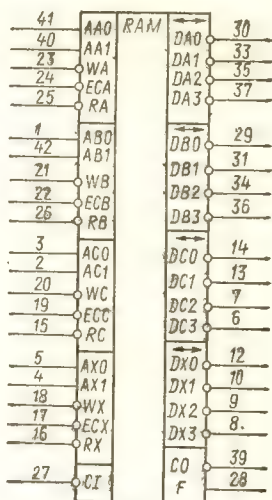 41 AA0 RAM DA0 30
40 AA1 DA1 33
23 WA DA2 35
24 ECA DA3 37
25 RA
1 AB0 DB0 29
42 AB1 DB1 31
21 WB DB2 34
22 ECB DB3 36
26 RB
3 AC0 DC0 14
2 AC1 DC1 13
20 WC DC2 7
19 ECC DC3 6
15 RC
5 AX0 DX0 12
4 AX1 DX1 10
18 WX DX2 9
17 ECX DX3 8
16 RX
27 CI CO 39
F 28